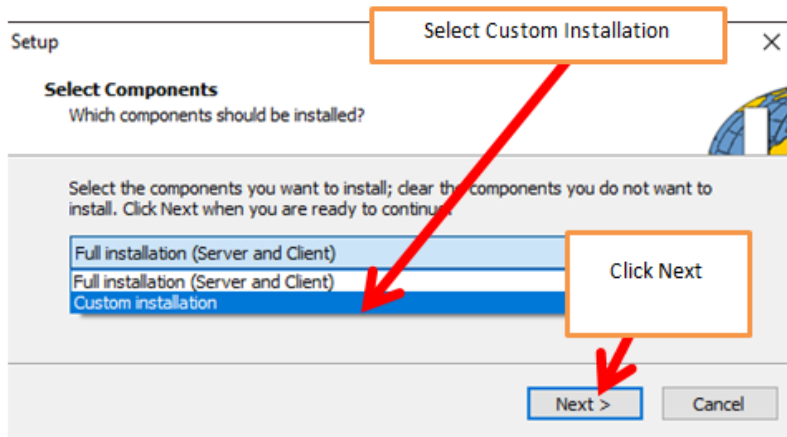 Select Custom Installation
Setup
Select Components
Which components should be installed?
Select the components you want to install; clear the components you do not want to
install. Click Next when you are ready to continue.
Full installation (Server and Client)
Full installation (Server and Client)
Custom installation
Click Next
Next >
Cancel